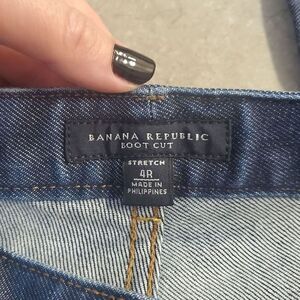 BANANA REPUBLIC
BOOT CUT
STRETCH
4R
MADE IN
PHILIPPINES